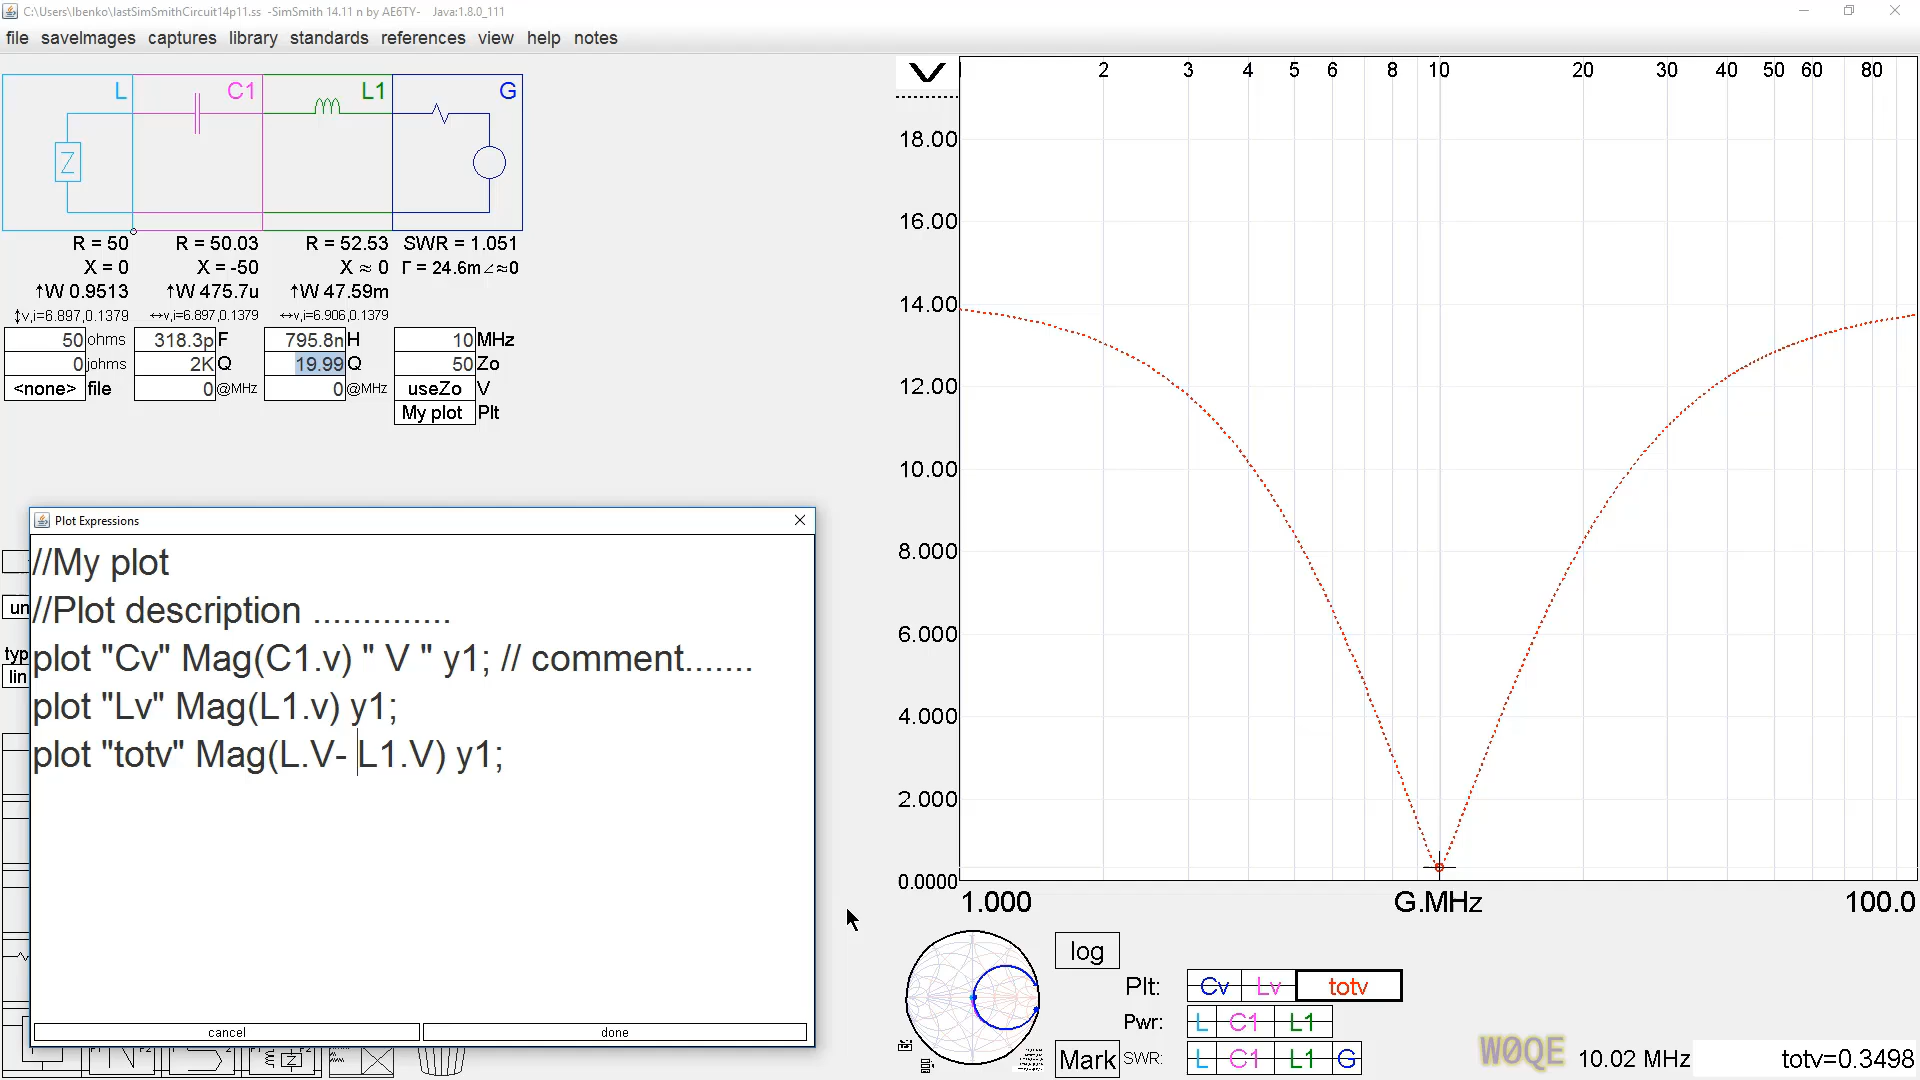 C:\Users\lbenko\lastSimSmithCircuit14p11.ss -SimSmith 14.11 n by AE6TY- Java:1.8.0_111
file saveImages captures library standards references view help notes
L C1 L1 G
Z
R = 50 R = 50.03 R = 52.53 SWR = 1.051
X = 0 X = -50 X ≈ 0 Γ = 24.6m∠≈0
↑W 0.9513 ↑W 475.7u ↑W 47.59m
↕v,i=6.897,0.1379 ↔v,i=6.897,0.1379 ↔v,i=6.906,0.1379
50 ohms 318.3p F 795.8n H 10 MHz
0 johms 2K Q 19.99 Q 50 Zo
<none> file 0 @MHz 0 @MHz useZo V
My plot Plt
un
typ
lin
Plot Expressions
//My plot
//Plot description ..............
plot "Cv" Mag(C1.v) " V " y1; // comment.......
plot "Lv" Mag(L1.v) y1;
plot "totv" Mag(L.V- L1.V) y1;
cancel done
V
2 3 4 5 6 8 10 20 30 40 50 60 80
18.00
16.00
14.00
12.00
10.00
8.000
6.000
4.000
2.000
0.0000
1.000 G.MHz 100.0
log
Plt: Cv Lv totv
Pwr: L C1 L1
Mark SWR: L C1 L1 G
W0QE 10.02 MHz totv=0.3498